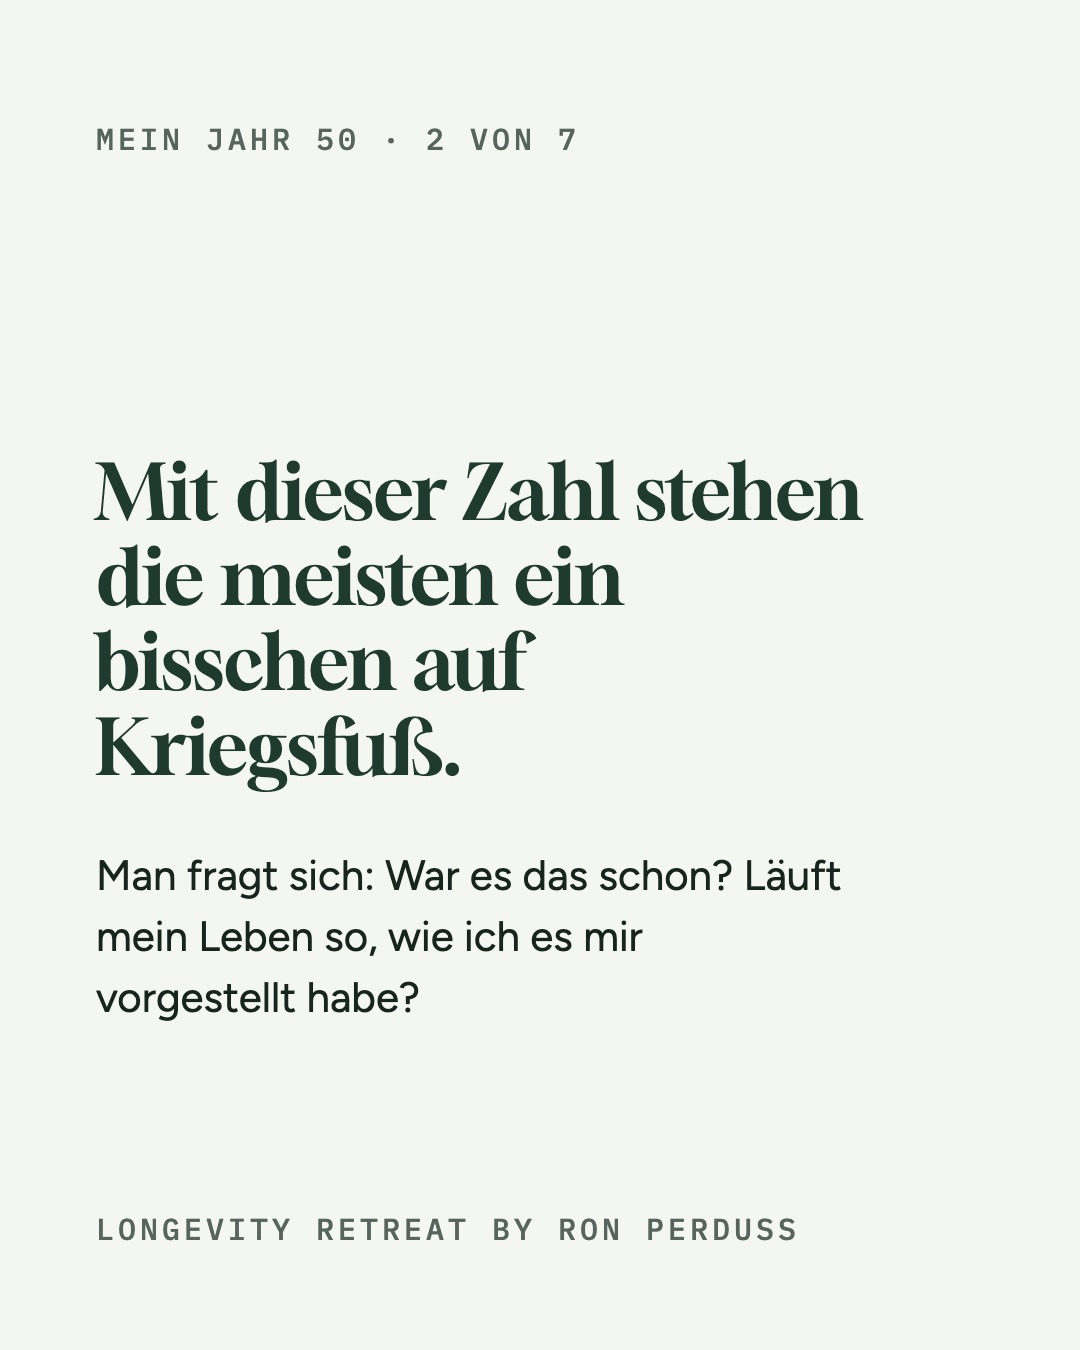 MEIN JAHR 50 · 2 VON 7
Mit dieser Zahl stehen
die meisten ein
bisschen auf
Kriegsfuß.
Man fragt sich: War es das schon? Läuft
mein Leben so, wie ich es mir
vorgestellt habe?
LONGEVITY RETREAT BY RON PERDUSS